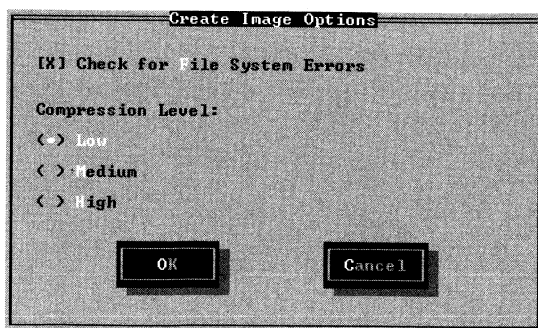 Create Image Options
[X] Check for File System Errors
Compression Level:
(•) Low
( ) Medium
( ) High
OK
Cancel